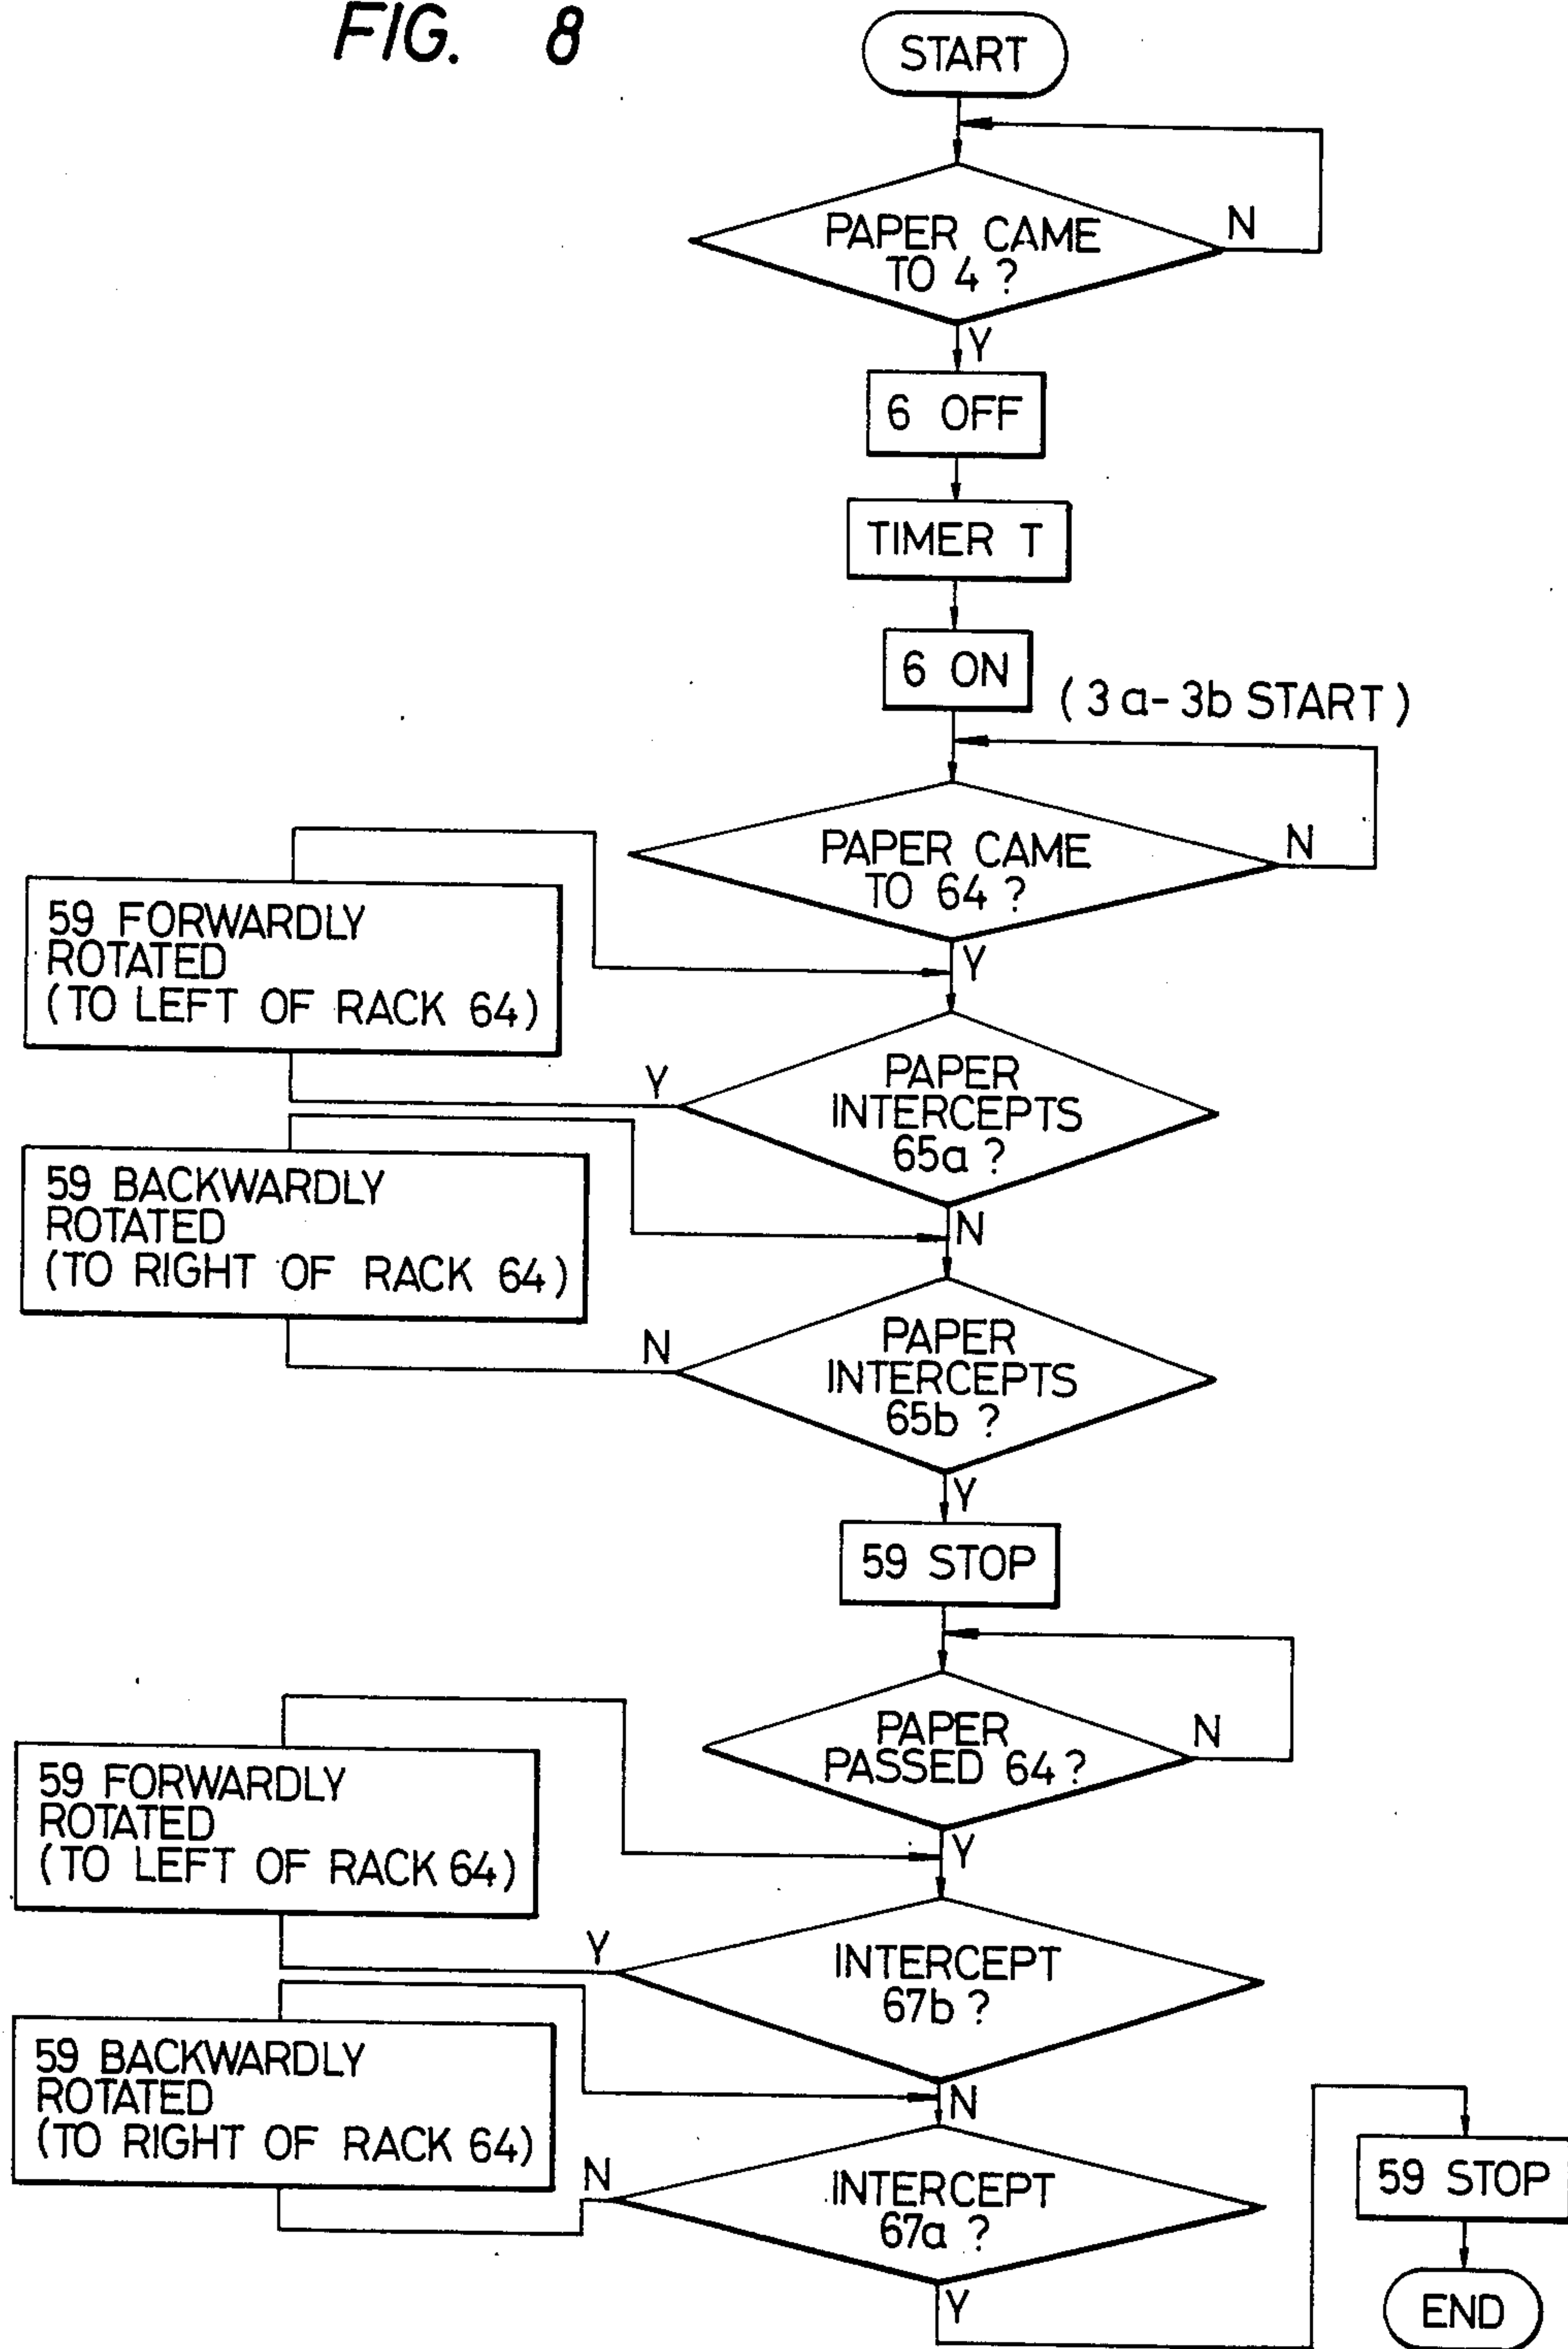 FIG. 8
START
PAPER CAME
TO 4 ?
N
Y
6 OFF
TIMER T
6 ON
( 3a-3b START )
PAPER CAME
TO 64 ?
N
Y
59 FORWARDLY
ROTATED
(TO LEFT OF RACK 64)
PAPER
INTERCEPTS
65a ?
Y
N
59 BACKWARDLY
ROTATED
(TO RIGHT OF RACK 64)
PAPER
INTERCEPTS
65b ?
N
Y
59 STOP
PAPER
PASSED 64 ?
N
Y
59 FORWARDLY
ROTATED
(TO LEFT OF RACK 64)
INTERCEPT
67b ?
Y
N
59 BACKWARDLY
ROTATED
(TO RIGHT OF RACK 64)
INTERCEPT
67a ?
N
Y
59 STOP
END